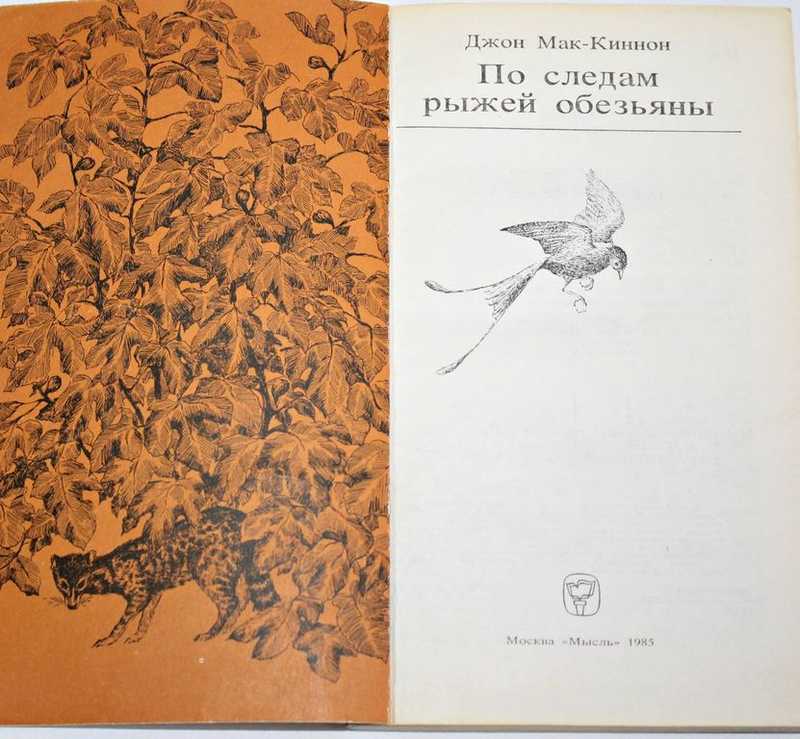 Джон Мак-Киннон
По следам
рыжей обезьяны
Москва «Мысль» 1985